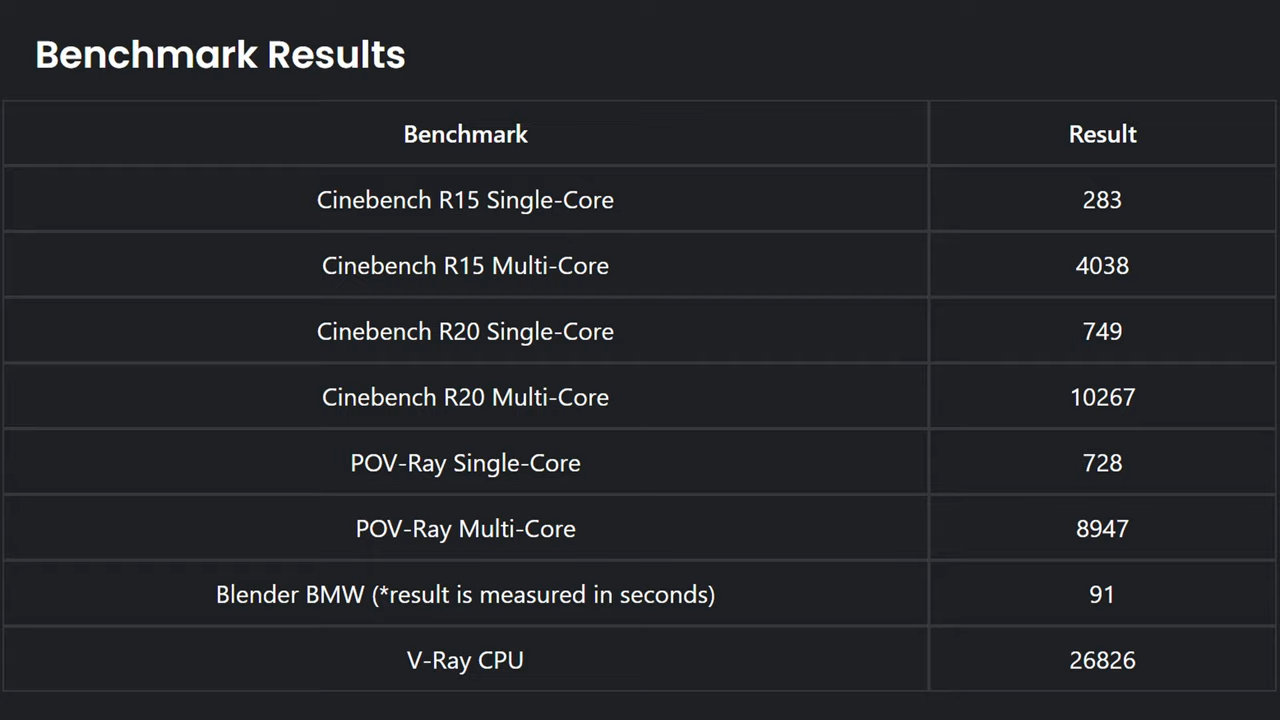 Benchmark Results
Benchmark Result
Cinebench R15 Single-Core 283
Cinebench R15 Multi-Core 4038
Cinebench R20 Single-Core 749
Cinebench R20 Multi-Core 10267
POV-Ray Single-Core 728
POV-Ray Multi-Core 8947
Blender BMW (*result is measured in seconds) 91
V-Ray CPU 26826